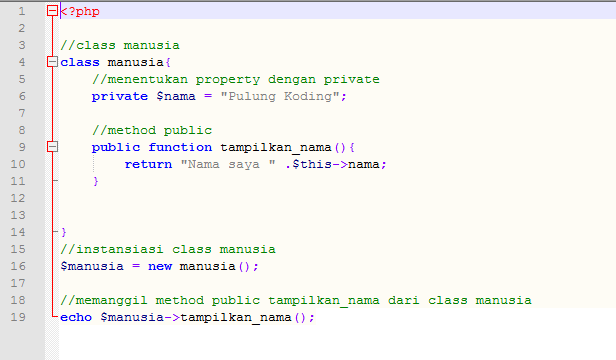 1 <?php
2
3 //class manusia
4 class manusia{
5 //menentukan property dengan private
6 private $nama = "Pulung Koding";
7
8 //method public
9 public function tampilkan_nama(){
10 return "Nama saya " .$this->nama;
11 }
12
13
14 }
15 //instansiasi class manusia
16 $manusia = new manusia();
17
18 //memanggil method public tampilkan_nama dari class manusia
19 echo $manusia->tampilkan_nama();